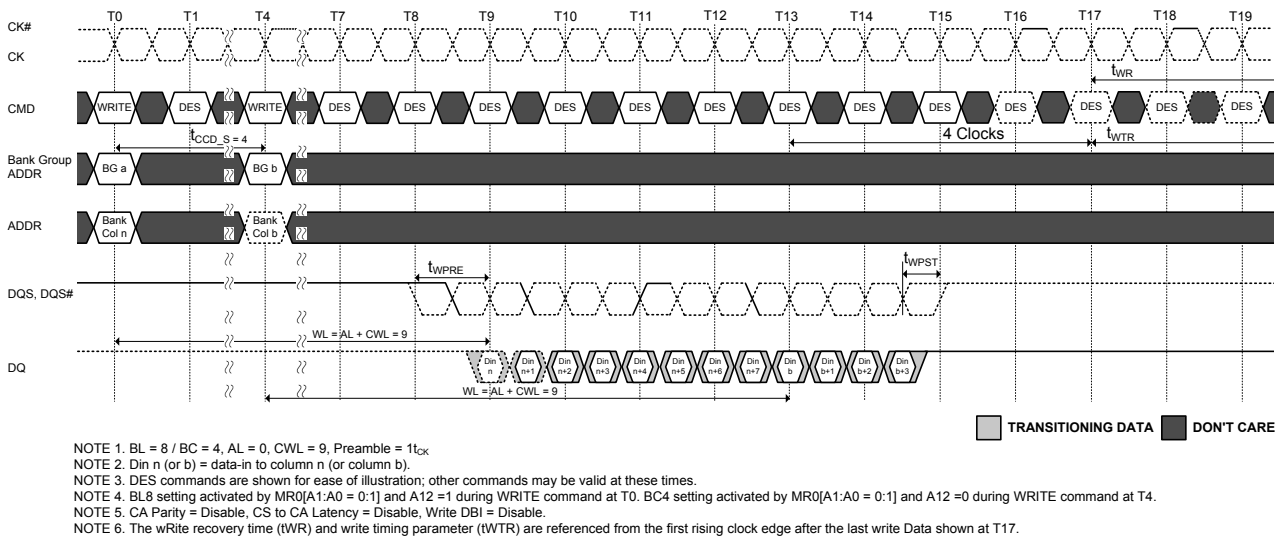 T0 T1 T4 T7 T8 T9 T10 T11 T12 T13 T14 T15 T16 T17 T18 T19
CK#
CK
tWR
CMD WRITE DES WRITE DES DES DES DES DES DES DES DES DES DES DES DES DES
tCCD_S = 4
4 Clocks
tWTR
Bank Group
ADDR
BG a BG b
ADDR
Bank
Col n
Bank
Col b
tWPRE
tWPST
DQS, DQS#
WL = AL + CWL = 9
DQ
Din
n
Din
n+1
Din
n+2
Din
n+3
Din
n+4
Din
n+5
Din
n+6
Din
n+7
Din
b
Din
b+1
Din
b+2
Din
b+3
WL = AL + CWL = 9
TRANSITIONING DATA DON'T CARE
NOTE 1. BL = 8 / BC = 4, AL = 0, CWL = 9, Preamble = 1tCK
NOTE 2. Din n (or b) = data-in to column n (or column b).
NOTE 3. DES commands are shown for ease of illustration; other commands may be valid at these times.
NOTE 4. BL8 setting activated by MR0[A1:A0 = 0:1] and A12 =1 during WRITE command at T0. BC4 setting activated by MR0[A1:A0 = 0:1] and A12 =0 during WRITE command at T4.
NOTE 5. CA Parity = Disable, CS to CA Latency = Disable, Write DBI = Disable.
NOTE 6. The wRite recovery time (tWR) and write timing parameter (tWTR) are referenced from the first rising clock edge after the last write Data shown at T17.